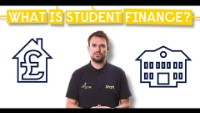 WHAT IS STUDENT FINANCE?
£